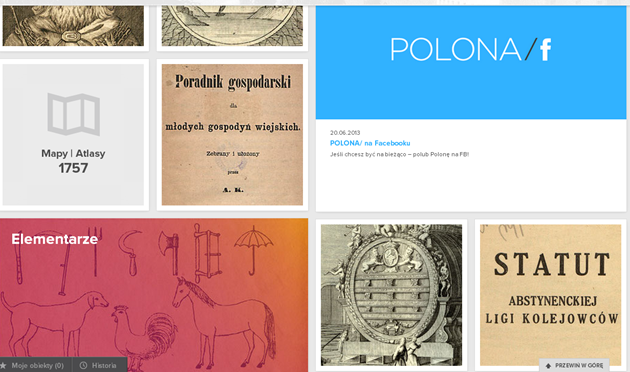 POLONA/f
20.06.2013
POLONA/ na Facebooku
Jeśli chcesz być na bieżąco – polub Polonę na FB!
Mapy | Atlasy
1757
Poradnik gospodarski
dla
młodych gospodyń wiejskich.
Zebrany i ułożony
przez
A. K.
Elementarze
STATUT
ABSTYNENCKIEJ
LIGI KOLEJOWCÓW
Moje obiekty (0)
Historia
PRZEWIŃ W GÓRĘ